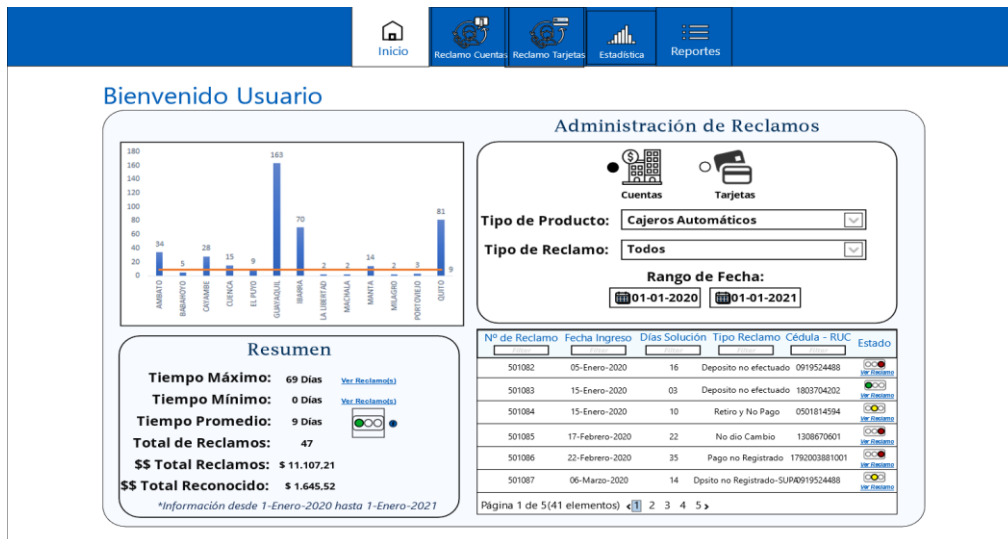 Inicio
Reclamo Cuentas
Reclamo Tarjetas
Estadística
Reportes
Bienvenido Usuario
180
160
140
120
100
80
60
40
20
0
34
5
28
15
9
163
70
2
2
14
2
3
81
9
AMBATO
BABAHOYO
CAYAMBE
CUENCA
EL PUYO
GUAYAQUIL
IBARRA
LA LIBERTAD
MACHALA
MANTA
MILAGRO
PORTOVIEJO
QUITO
Resumen
Tiempo Máximo: 69 Días Ver Reclamo(s)
Tiempo Mínimo: 0 Días Ver Reclamo(s)
Tiempo Promedio: 9 Días
Total de Reclamos: 47
$$ Total Reclamos: $ 11.107,21
$$ Total Reconocido: $ 1.645,52
*Información desde 1-Enero-2020 hasta 1-Enero-2021
Administración de Reclamos
Cuentas Tarjetas
Tipo de Producto: Cajeros Automáticos
Tipo de Reclamo: Todos
Rango de Fecha:
01-01-2020 01-01-2021
Nº de Reclamo Fecha Ingreso Días Solución Tipo Reclamo Cédula - RUC Estado
Filter Filter Filter Filter Filter
501082 05-Enero-2020 16 Deposito no efectuado 0919524488 Ver Reclamo
501083 15-Enero-2020 03 Deposito no efectuado 1803704202 Ver Reclamo
501084 15-Enero-2020 10 Retiro y No Pago 0501814594 Ver Reclamo
501085 17-Febrero-2020 22 No dio Cambio 1308670601 Ver Reclamo
501086 22-Febrero-2020 35 Pago no Registrado 1792003881001 Ver Reclamo
501087 06-Marzo-2020 14 Dpsito no Registrado-SUPA 0919524488 Ver Reclamo
Página 1 de 5(41 elementos) < 1 2 3 4 5 >